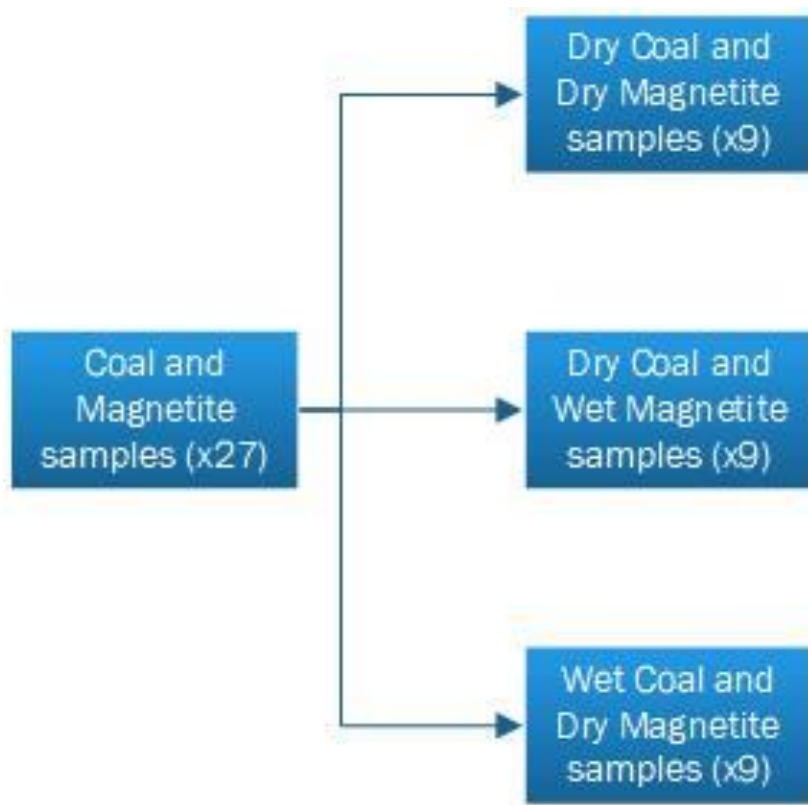 Dry Coal and
Dry Magnetite
samples (x9)
Coal and
Magnetite
samples (x27)
Dry Coal and
Wet Magnetite
samples (x9)
Wet Coal and
Dry Magnetite
samples (x9)